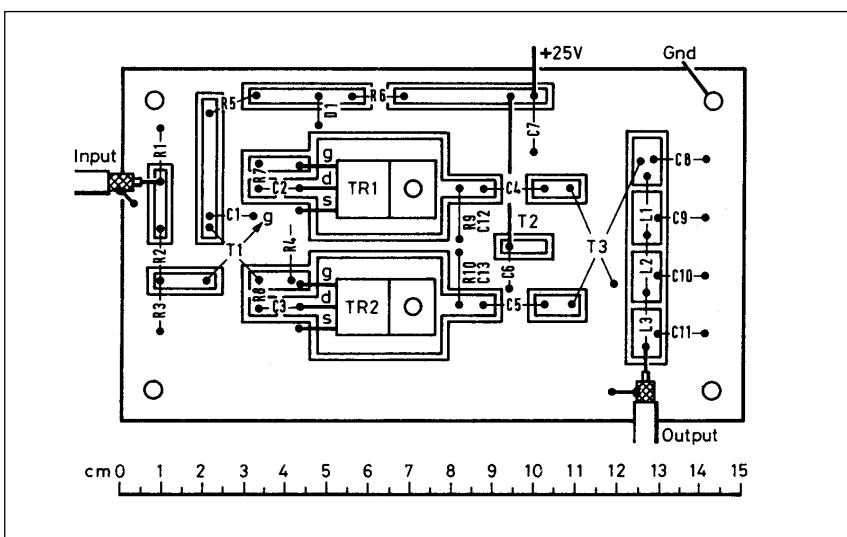 +25V
Gnd
R5
D1
R6
C7
Input
R1
R7
g
d
s
C2
TR1
C4
C8
C1
g
T1
R4
R9
C12
T2
T3
L1
C9
R2
R3
R8
g
d
s
C3
TR2
R10
C13
C6
C5
L2
C10
L3
C11
Output
cm 0 1 2 3 4 5 6 7 8 9 10 11 12 13 14 15